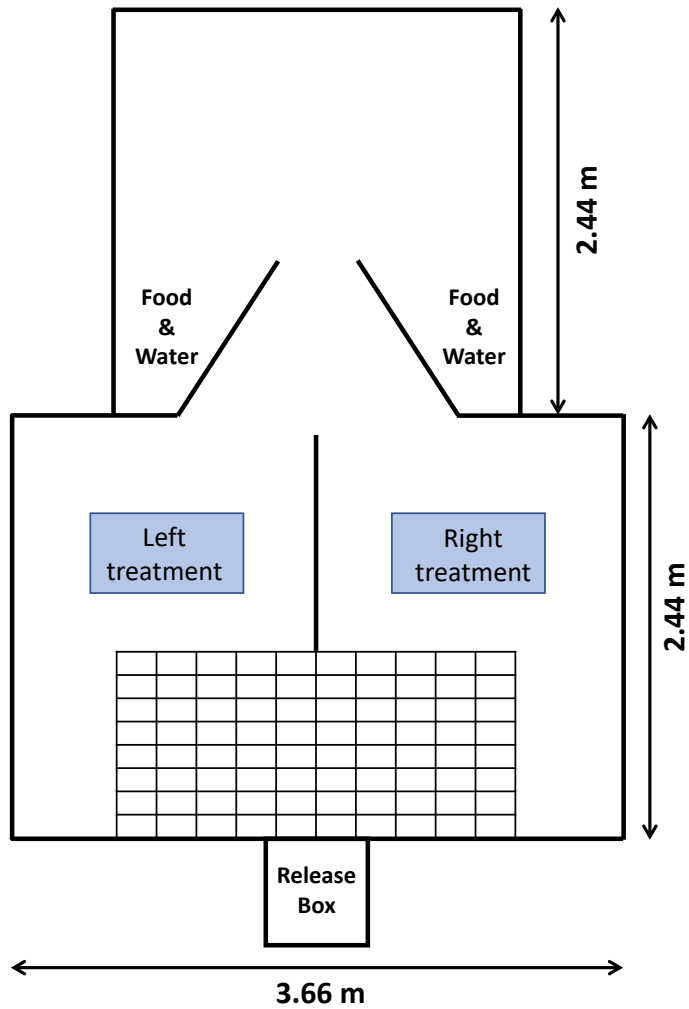 2.44 m
Food
&
Water
Food
&
Water
Left
treatment
Right
treatment
2.44 m
Release
Box
3.66 m